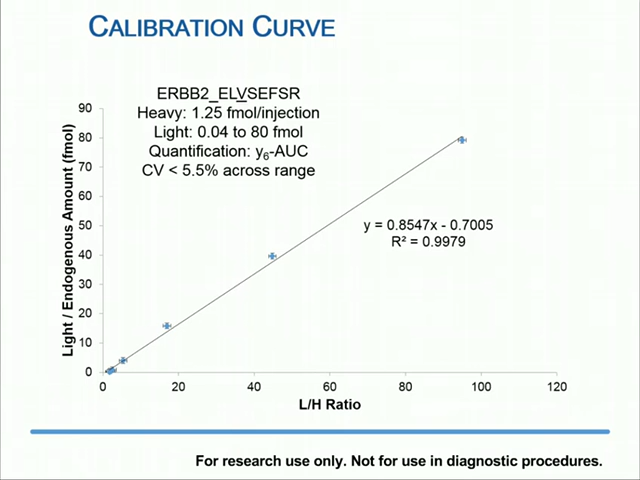 CALIBRATION CURVE
ERBB2_ELVSEFSR
Heavy: 1.25 fmol/injection
Light: 0.04 to 80 fmol
Quantification: y₆-AUC
CV < 5.5% across range
Light / Endogenous Amount (fmol)
90
80
70
60
50
40
30
20
10
0
y = 0.8547x - 0.7005
R² = 0.9979
0 20 40 60 80 100 120
L/H Ratio
For research use only. Not for use in diagnostic procedures.